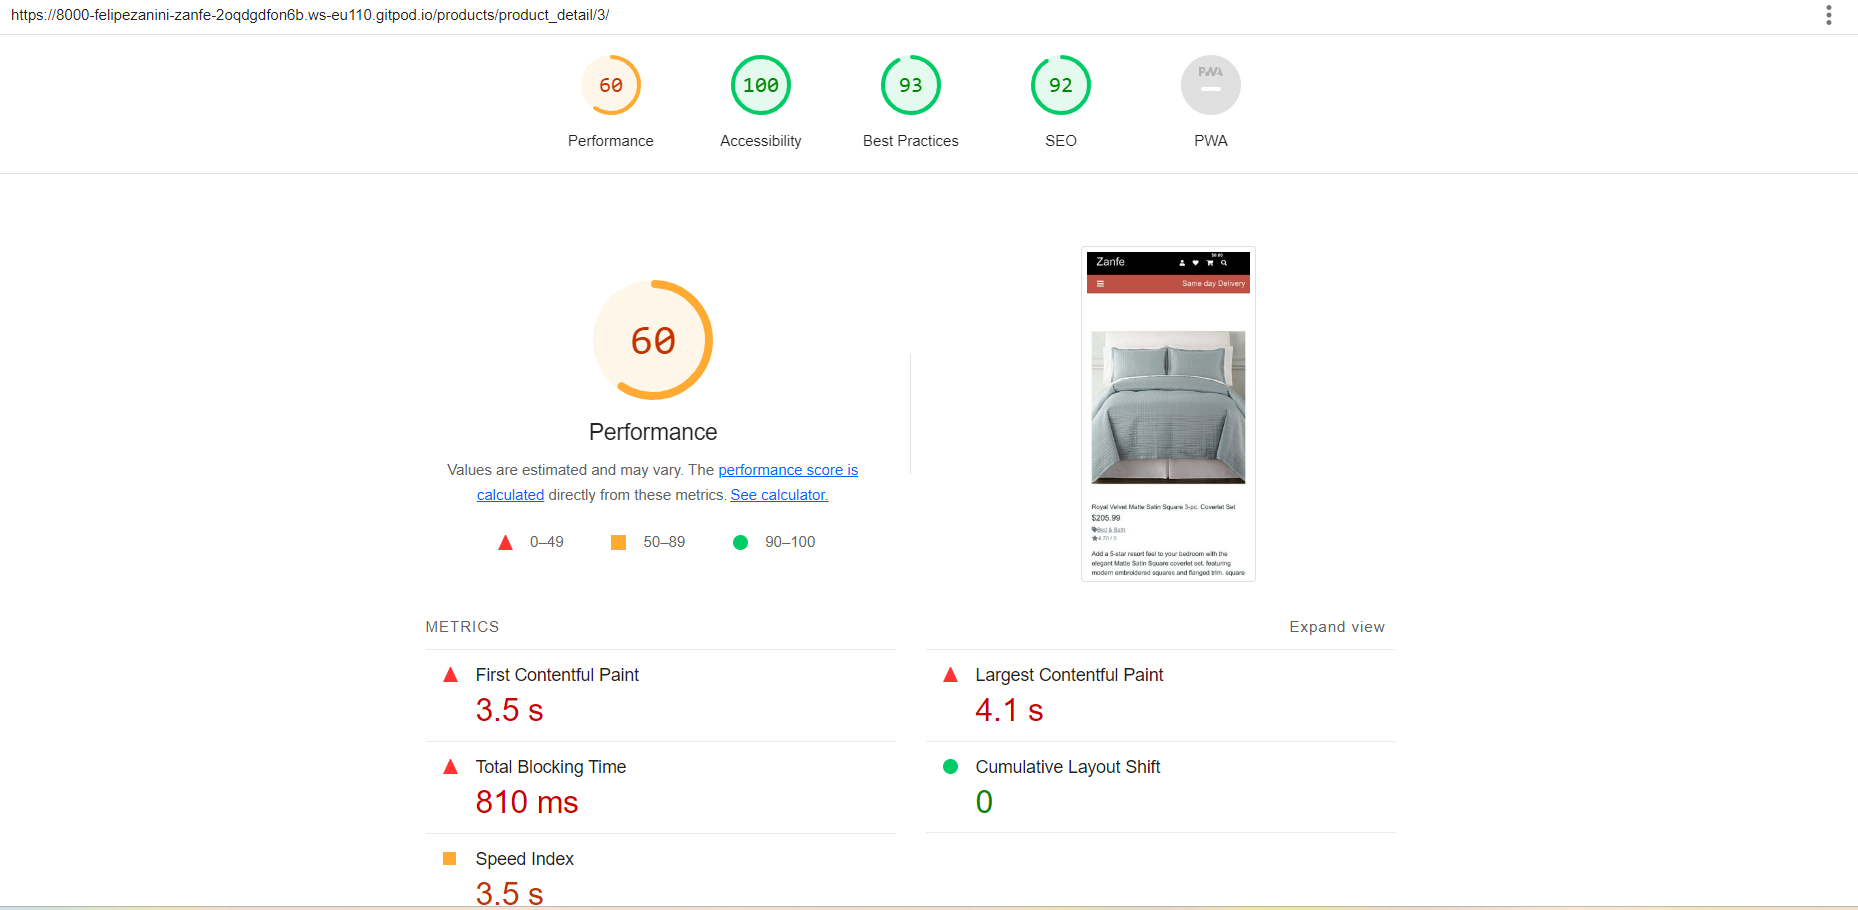 https://8000-felipezanini-zanfe-2oqdgdfon6b.ws-eu110.gitpod.io/products/product_detail/3/
60 100 93 92 PWA
Performance Accessibility Best Practices SEO PWA
60
Performance
Values are estimated and may vary. The performance score is
calculated directly from these metrics. See calculator.
0–49 50–89 90–100
$0.00
Zanfe
Same day Delivery
Royal Velvet Matte Satin Square 3-pc. Coverlet Set
$205.99
Bed & Bath
4.70 / 5
Add a 5-star resort feel to your bedroom with the
elegant Matte Satin Square coverlet set, featuring
modern embroidered squares and flanged trim. square
METRICS
Expand view
First Contentful Paint
3.5 s
Largest Contentful Paint
4.1 s
Total Blocking Time
810 ms
Cumulative Layout Shift
0
Speed Index
3.5 s